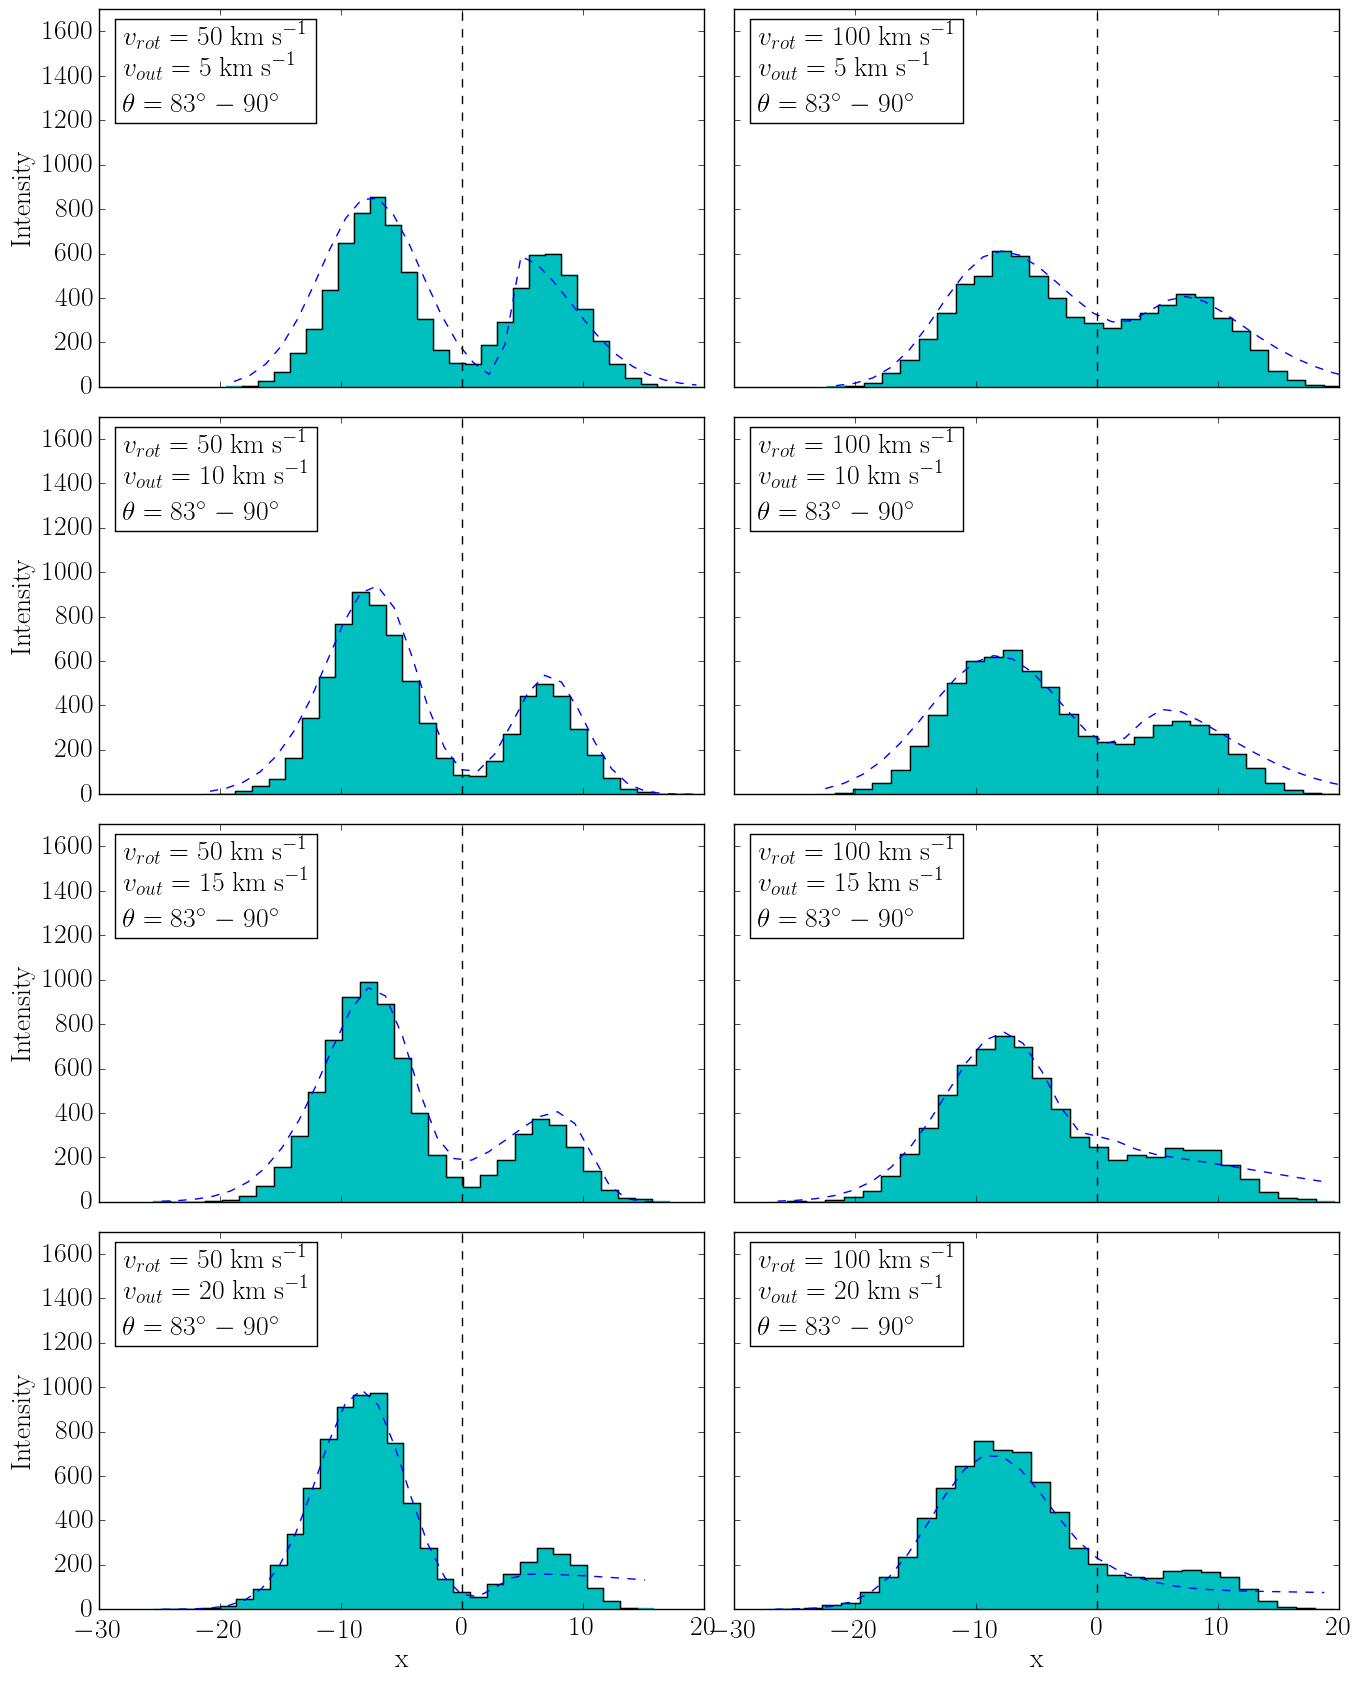 1600
1400
1200
1000
800
600
400
200
0
Intensity
v_rot = 50 km s⁻¹
v_out = 5 km s⁻¹
θ = 83° − 90°
v_rot = 100 km s⁻¹
v_out = 5 km s⁻¹
θ = 83° − 90°
1600
1400
1200
1000
800
600
400
200
0
Intensity
v_rot = 50 km s⁻¹
v_out = 10 km s⁻¹
θ = 83° − 90°
v_rot = 100 km s⁻¹
v_out = 10 km s⁻¹
θ = 83° − 90°
1600
1400
1200
1000
800
600
400
200
0
Intensity
v_rot = 50 km s⁻¹
v_out = 15 km s⁻¹
θ = 83° − 90°
v_rot = 100 km s⁻¹
v_out = 15 km s⁻¹
θ = 83° − 90°
1600
1400
1200
1000
800
600
400
200
0
Intensity
v_rot = 50 km s⁻¹
v_out = 20 km s⁻¹
θ = 83° − 90°
v_rot = 100 km s⁻¹
v_out = 20 km s⁻¹
θ = 83° − 90°
−30 −20 −10 0 10 20
−30 −20 −10 0 10 20
x
x